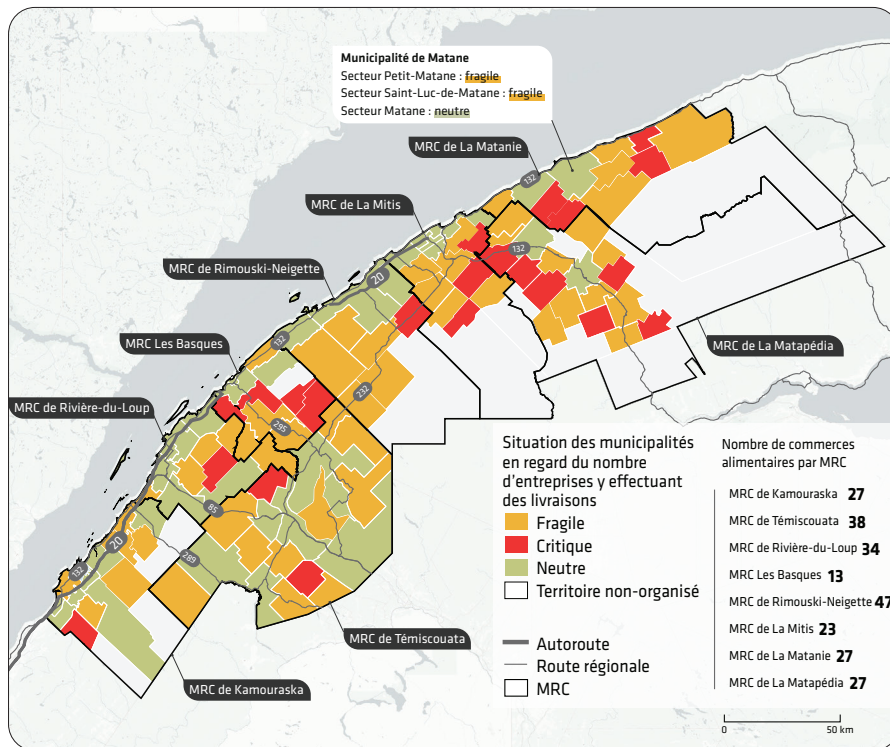 Municipalité de Matane
Secteur Petit-Matane : fragile
Secteur Saint-Luc-de-Matane : fragile
Secteur Matane : neutre
MRC de La Matanie
132
MRC de La Mitis
132
MRC de Rimouski-Neigette
20
MRC Les Basques
132
MRC de La Matapédia
232
MRC de Rivière-du-Loup
295
85
20
289
132
MRC de Témiscouata
MRC de Kamouraska
Situation des municipalités
en regard du nombre
d'entreprises y effectuant
des livraisons
Fragile
Critique
Neutre
Territoire non-organisé
Autoroute
Route régionale
MRC
Nombre de commerces
alimentaires par MRC
MRC de Kamouraska 27
MRC de Témiscouata 38
MRC de Rivière-du-Loup 34
MRC Les Basques 13
MRC de Rimouski-Neigette 47
MRC de La Mitis 23
MRC de La Matanie 27
MRC de La Matapédia 27
0 50 km